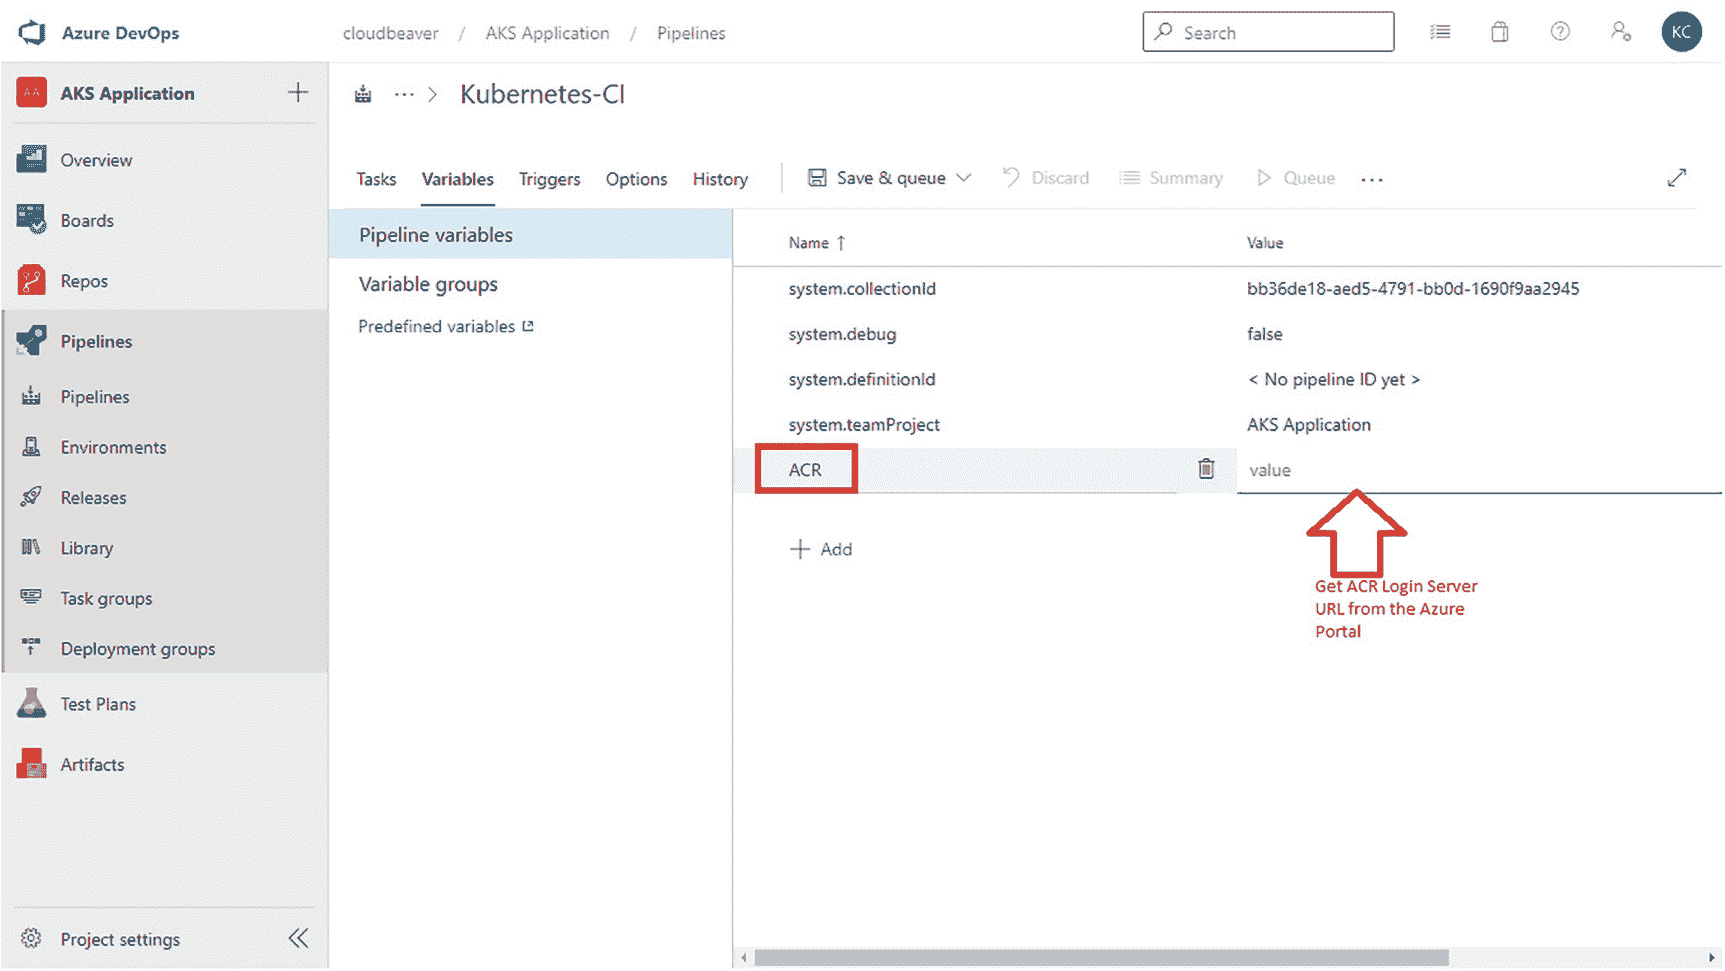 Azure DevOps
cloudbeaver / AKS Application / Pipelines
Search
KC
AA
AKS Application
Kubernetes-CI
Overview
Boards
Repos
Pipelines
Pipelines
Environments
Releases
Library
Task groups
Deployment groups
Test Plans
Artifacts
Project settings
Tasks Variables Triggers Options History
Save & queue Discard Summary Queue
Pipeline variables
Variable groups
Predefined variables
Name Value
system.collectionId bb36de18-aed5-4791-bb0d-1690f9aa2945
system.debug false
system.definitionId < No pipeline ID yet >
system.teamProject AKS Application
ACR value
Add
Get ACR Login Server
URL from the Azure
Portal